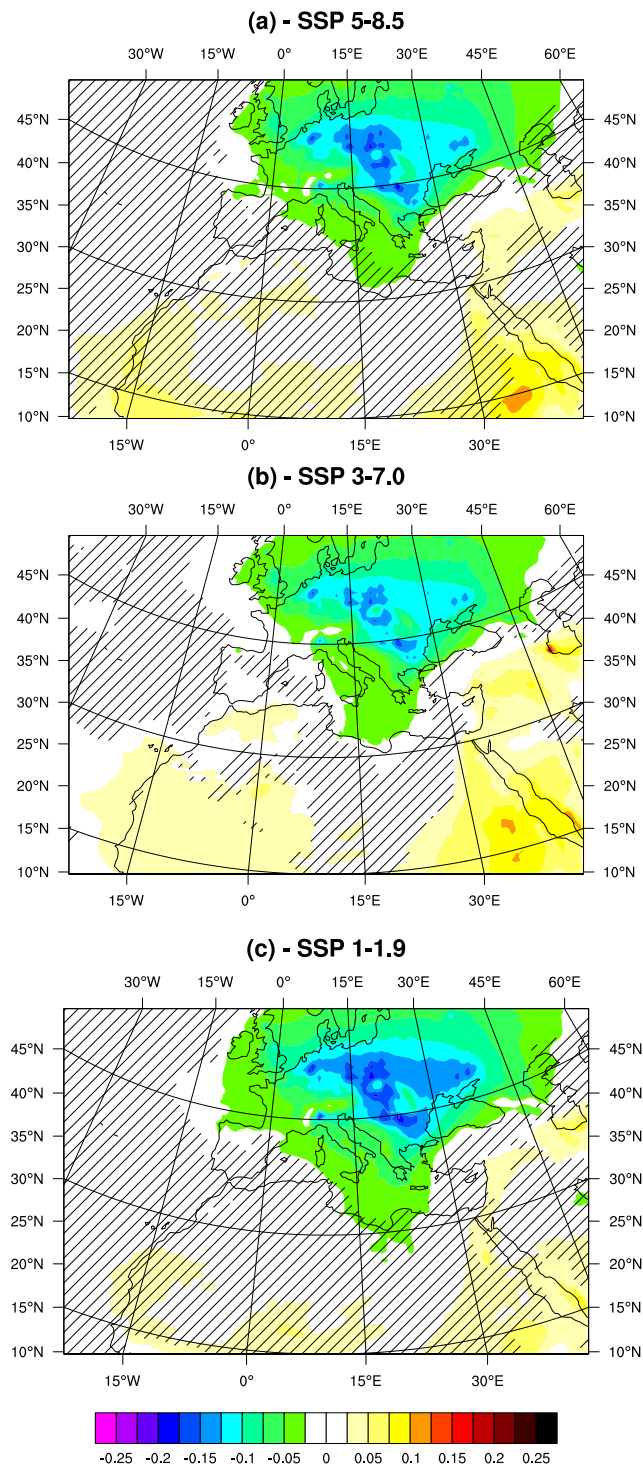 (a) - SSP 5-8.5
30°W 15°W 0° 15°E 30°E 45°E 60°E
45°N 45°N
40°N 40°N
35°N 35°N
30°N 30°N
25°N 25°N
20°N 20°N
15°N 15°N
10°N 10°N
15°W 0° 15°E 30°E
(b) - SSP 3-7.0
30°W 15°W 0° 15°E 30°E 45°E 60°E
45°N 45°N
40°N 40°N
35°N 35°N
30°N 30°N
25°N 25°N
20°N 20°N
15°N 15°N
10°N 10°N
15°W 0° 15°E 30°E
(c) - SSP 1-1.9
30°W 15°W 0° 15°E 30°E 45°E 60°E
45°N 45°N
40°N 40°N
35°N 35°N
30°N 30°N
25°N 25°N
20°N 20°N
15°N 15°N
10°N 10°N
15°W 0° 15°E 30°E
-0.25 -0.2 -0.15 -0.1 -0.05 0 0.05 0.1 0.15 0.2 0.25